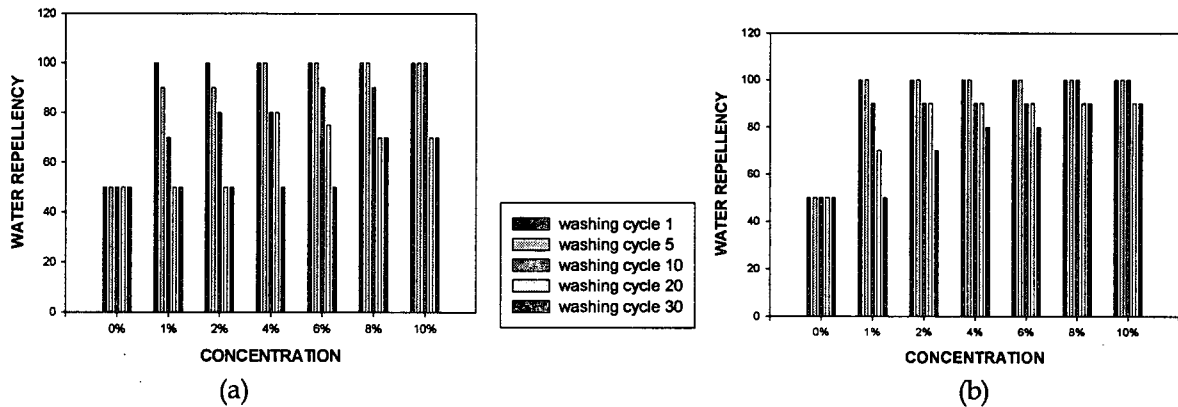 120
100
80
60
40
20
0
WATER REPELLENCY
0% 1% 2% 4% 6% 8% 10%
CONCENTRATION
(a)
washing cycle 1
washing cycle 5
washing cycle 10
washing cycle 20
washing cycle 30
120
100
80
60
40
20
0
WATER REPELLENCY
0% 1% 2% 4% 6% 8% 10%
CONCENTRATION
(b)